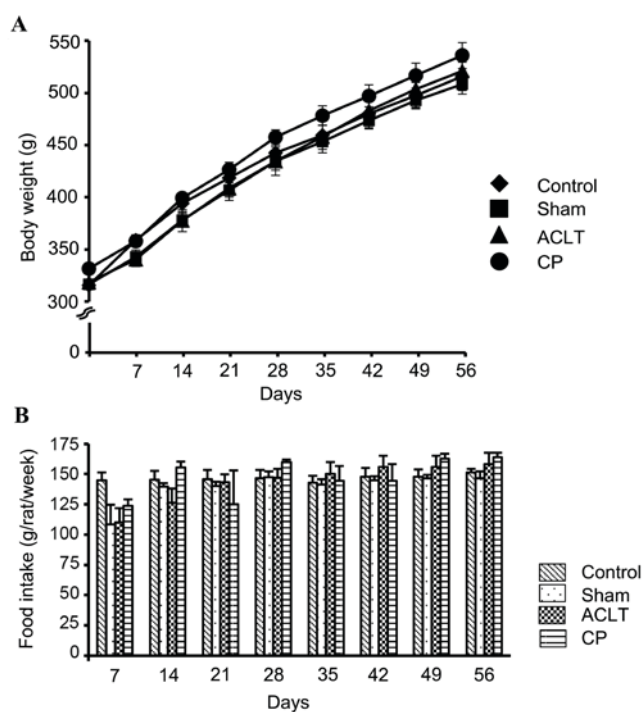 A
550
500
450
400
350
300
0
Body weight (g)
7 14 21 28 35 42 49 56
Days
Control
Sham
ACLT
CP
B
175
150
125
100
75
50
25
0
Food intake (g/rat/week)
7 14 21 28 35 42 49 56
Days
Control
Sham
ACLT
CP